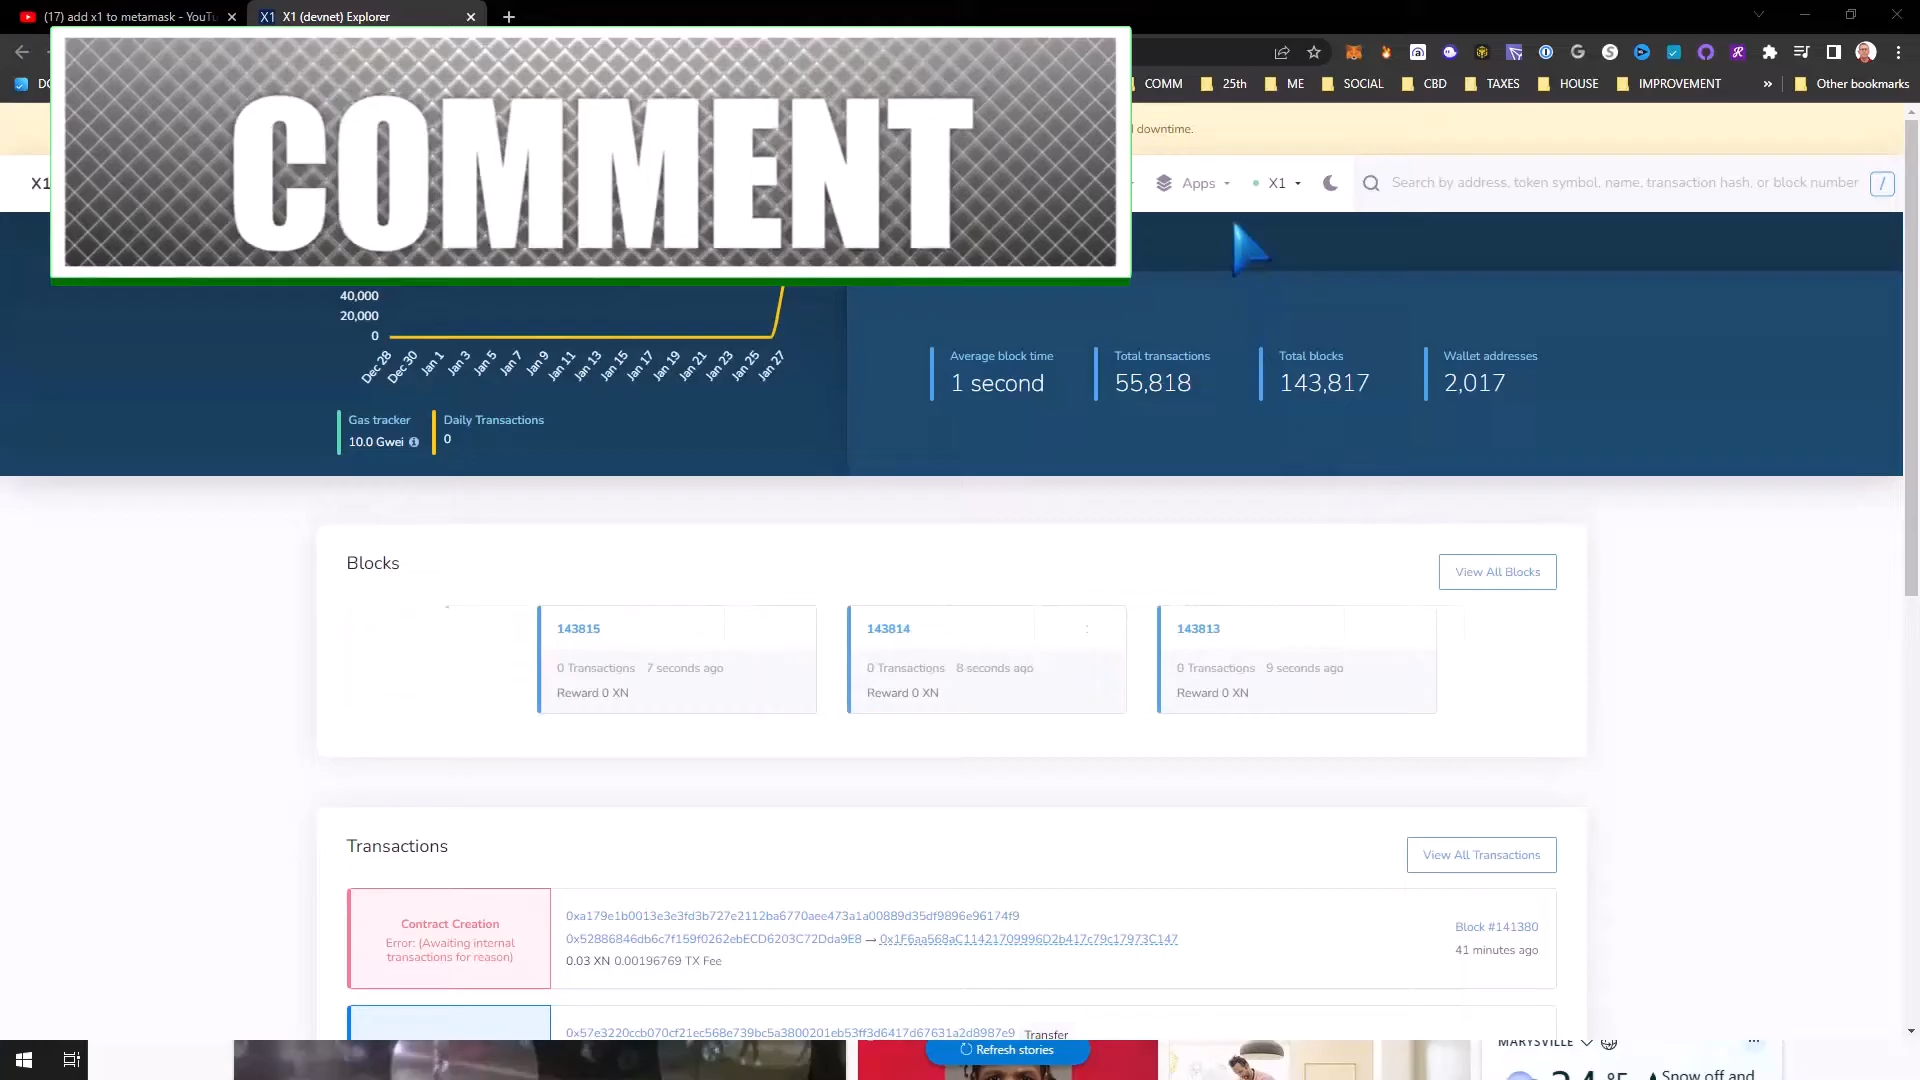 (17) add x1 to metamask - YouTu
X1 (devnet) Explorer
COMM
25th
ME
SOCIAL
CBD
TAXES
HOUSE
IMPROVEMENT
»
Other bookmarks
COMMENT
downtime.
X1
Apps
X1
Search by address, token symbol, name, transaction hash, or block number
/
40,000
20,000
0
Dec 28
Dec 30
Jan 1
Jan 3
Jan 5
Jan 7
Jan 9
Jan 11
Jan 13
Jan 15
Jan 17
Jan 19
Jan 21
Jan 23
Jan 25
Jan 27
Average block time
1 second
Total transactions
55,818
Total blocks
143,817
Wallet addresses
2,017
Gas tracker
10.0 Gwei
Daily Transactions
0
Blocks
View All Blocks
143815
0 Transactions 7 seconds ago
Reward 0 XN
143814
0 Transactions 8 seconds ago
Reward 0 XN
143813
0 Transactions 9 seconds ago
Reward 0 XN
Transactions
View All Transactions
Contract Creation
Error: (Awaiting internal
transactions for reason)
0xa179e1b0013e3e3fd3b727e2112ba6770aee473a1a00889d35df9896e96174f9
0x52886846db6c7f159f0262ebECD6203C72Dda9E8 → 0x1F6aa568aC11421709996D2b417c79c17973C147
0.03 XN 0.00196769 TX Fee
Block #141380
41 minutes ago
0x57e3220ccb070cf21ec568e739bc5a3800201eb53ff3d6417d67631a2d8987e9
Transfer
Refresh stories
MARYSVILLE
Snow off and